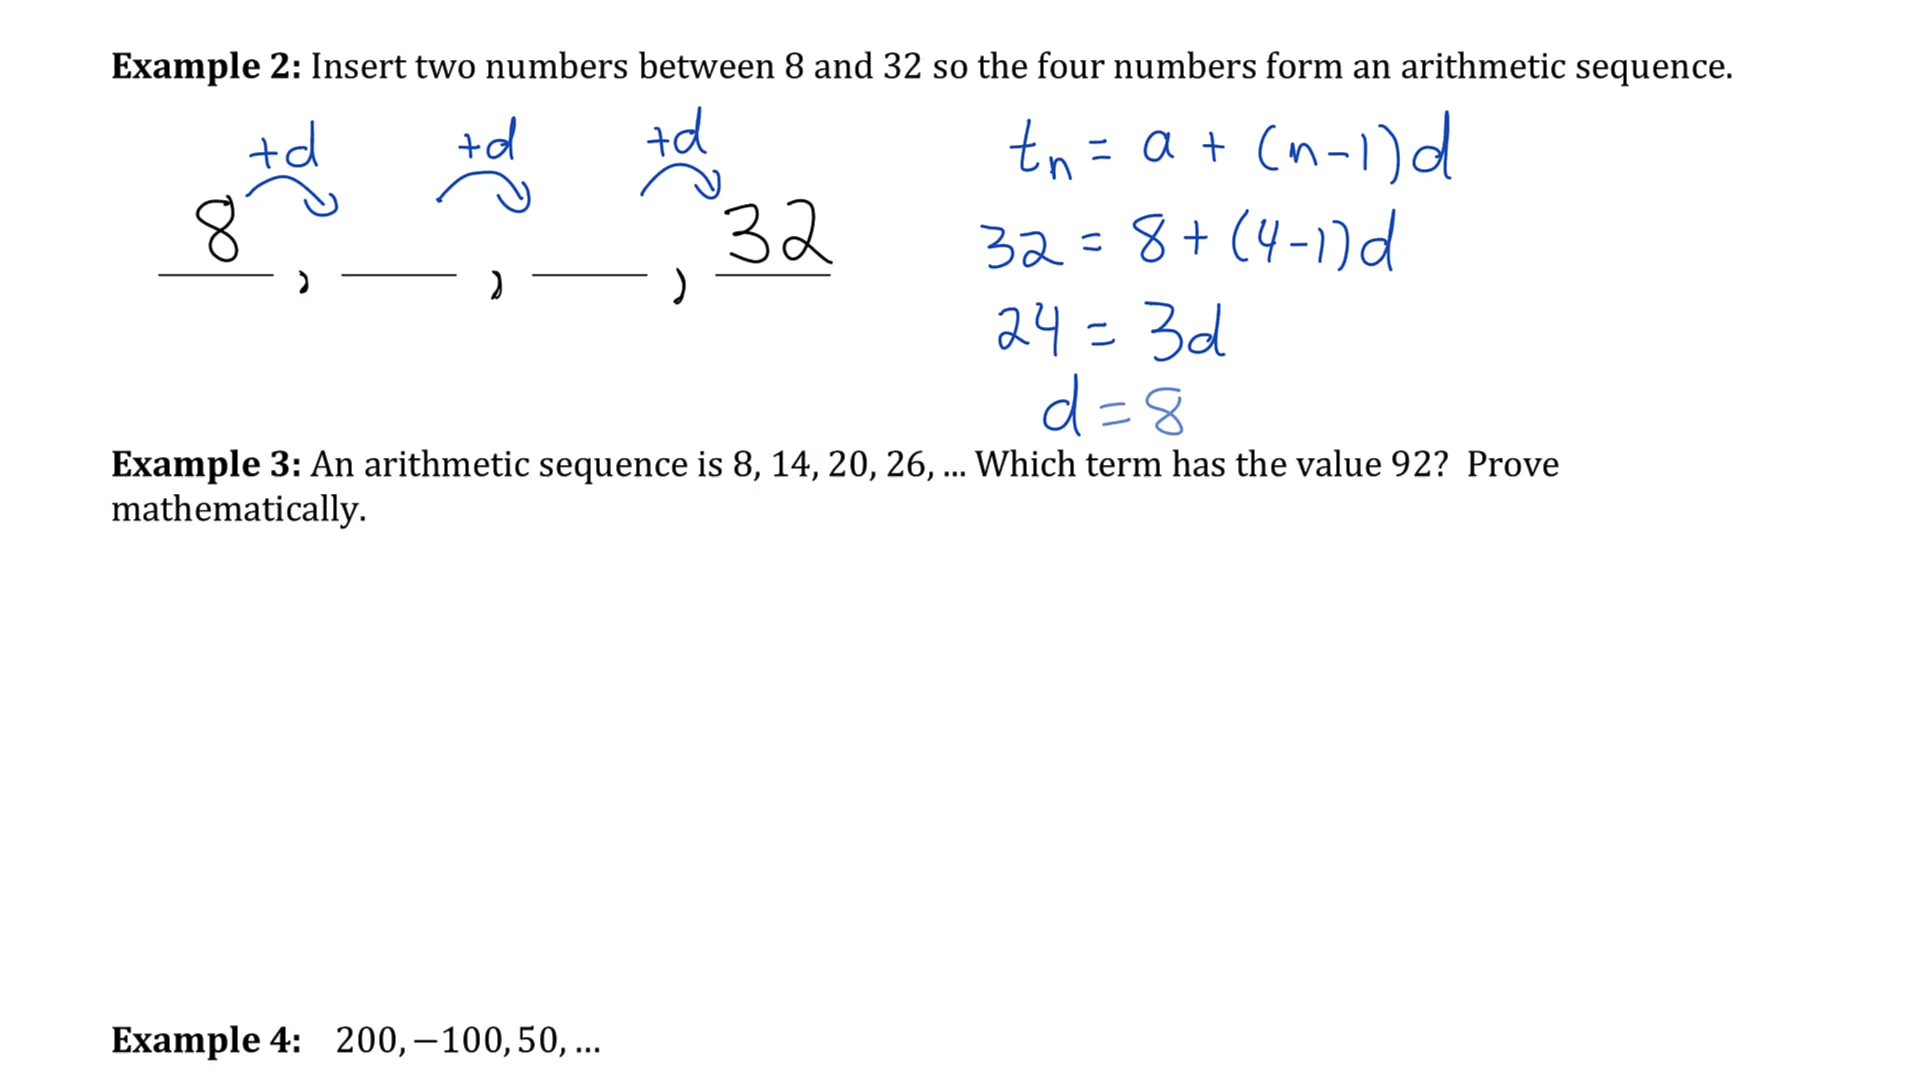 Example 2: Insert two numbers between 8 and 32 so the four numbers form an arithmetic sequence.
+d +d +d
8 , ___ , ___ , 32
tn = a + (n-1)d
32 = 8 + (4-1)d
24 = 3d
d = 8
Example 3: An arithmetic sequence is 8, 14, 20, 26, ... Which term has the value 92? Prove
mathematically.
Example 4: 200, −100, 50, ...